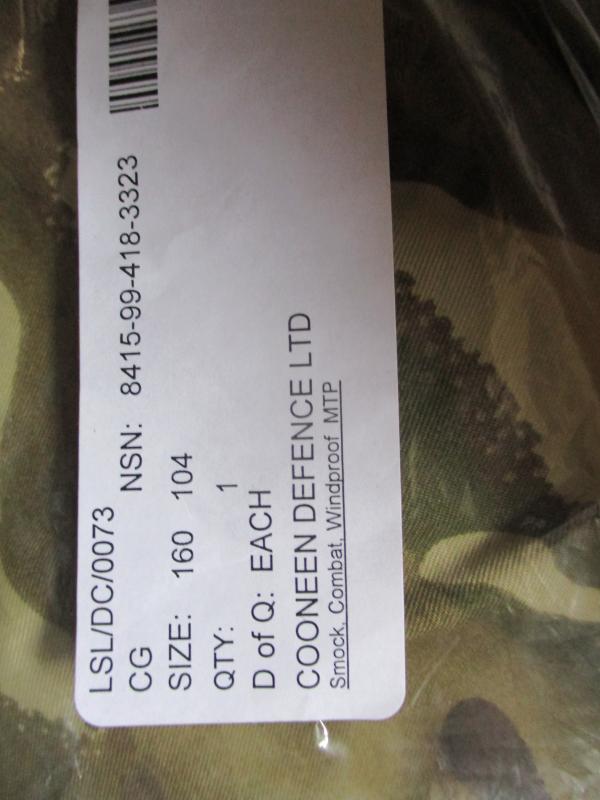 LSL/DC/0073
CG NSN: 8415-99-418-3323
SIZE: 160 104
QTY: 1
D of Q: EACH
COONEEN DEFENCE LTD
Smock, Combat, Windproof MTP